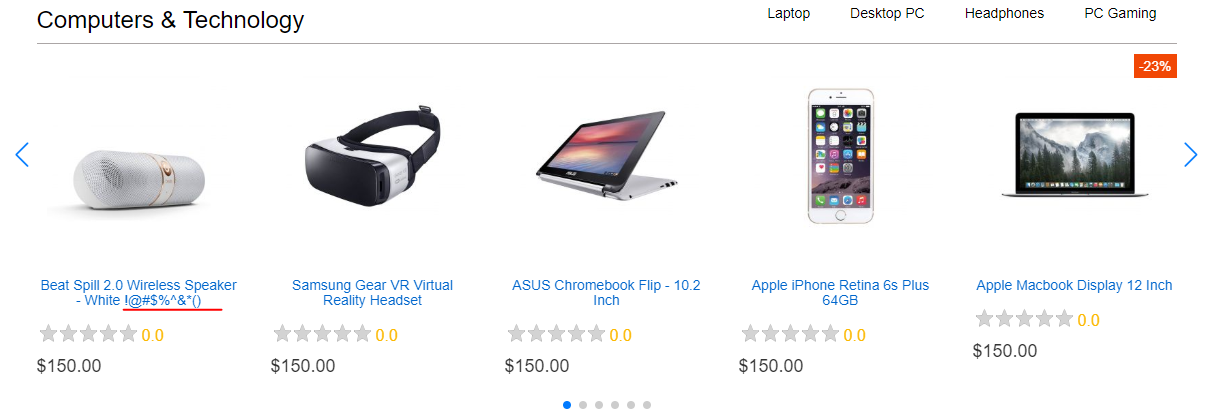 Computers & Technology
Laptop Desktop PC Headphones PC Gaming
-23%
Beat Spill 2.0 Wireless Speaker
- White !@#$%^&*()
0.0
$150.00
Samsung Gear VR Virtual
Reality Headset
0.0
$150.00
ASUS Chromebook Flip - 10.2
Inch
0.0
$150.00
Apple iPhone Retina 6s Plus
64GB
0.0
$150.00
Apple Macbook Display 12 Inch
0.0
$150.00